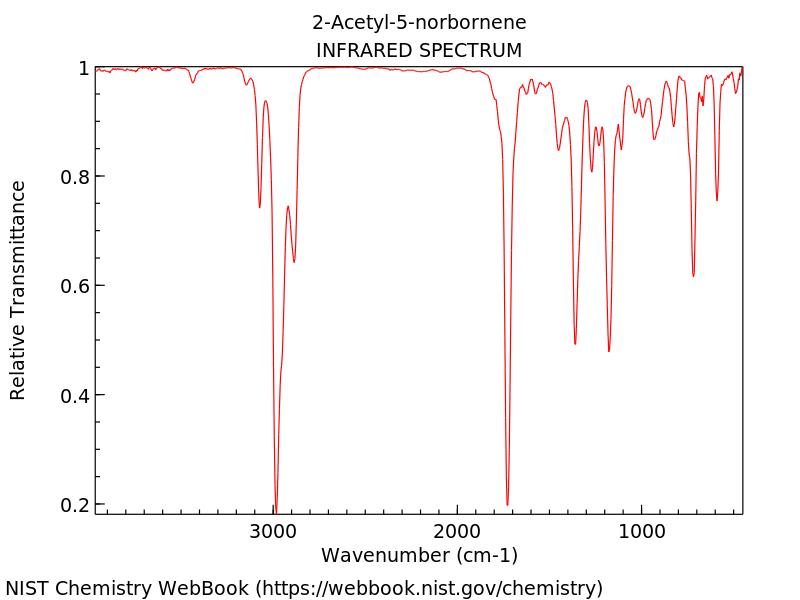 2-Acetyl-5-norbornene
INFRARED SPECTRUM
1
0.8
0.6
0.4
0.2
Relative Transmittance
3000
2000
1000
Wavenumber (cm-1)
NIST Chemistry WebBook (https://webbook.nist.gov/chemistry)